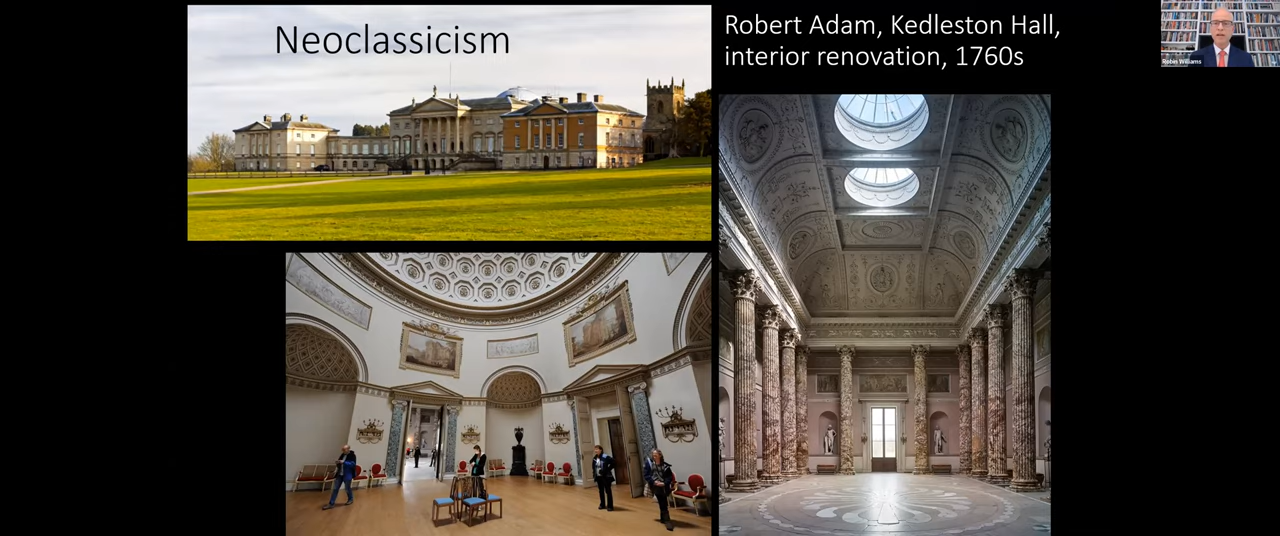 Neoclassicism
Robert Adam, Kedleston Hall,
interior renovation, 1760s
Robin Williams